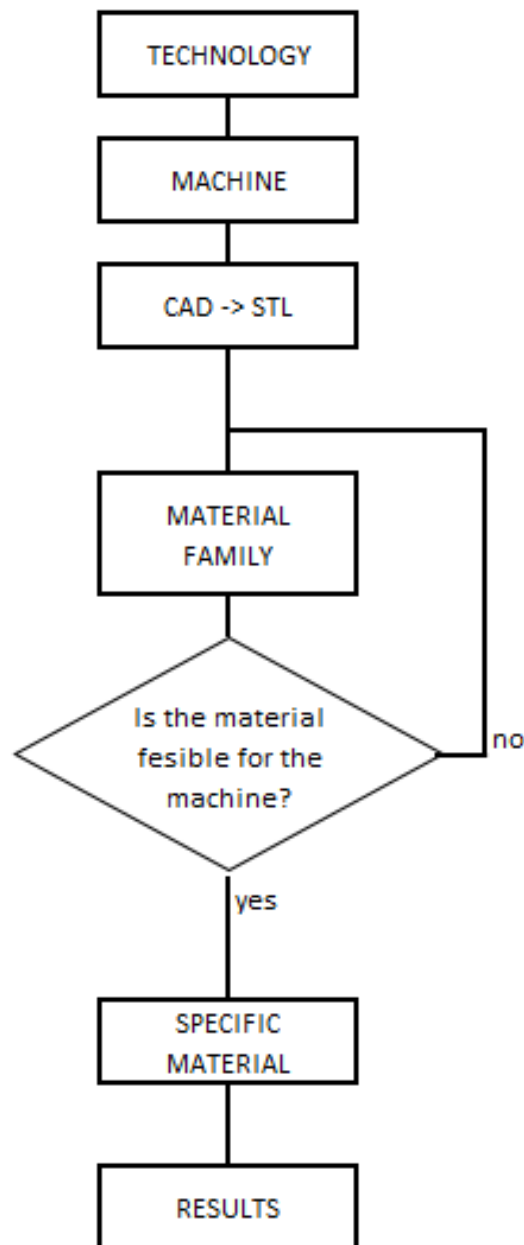 TECHNOLOGY
MACHINE
CAD -> STL
MATERIAL
FAMILY
Is the material
fesible for the
machine?
no
yes
SPECIFIC
MATERIAL
RESULTS